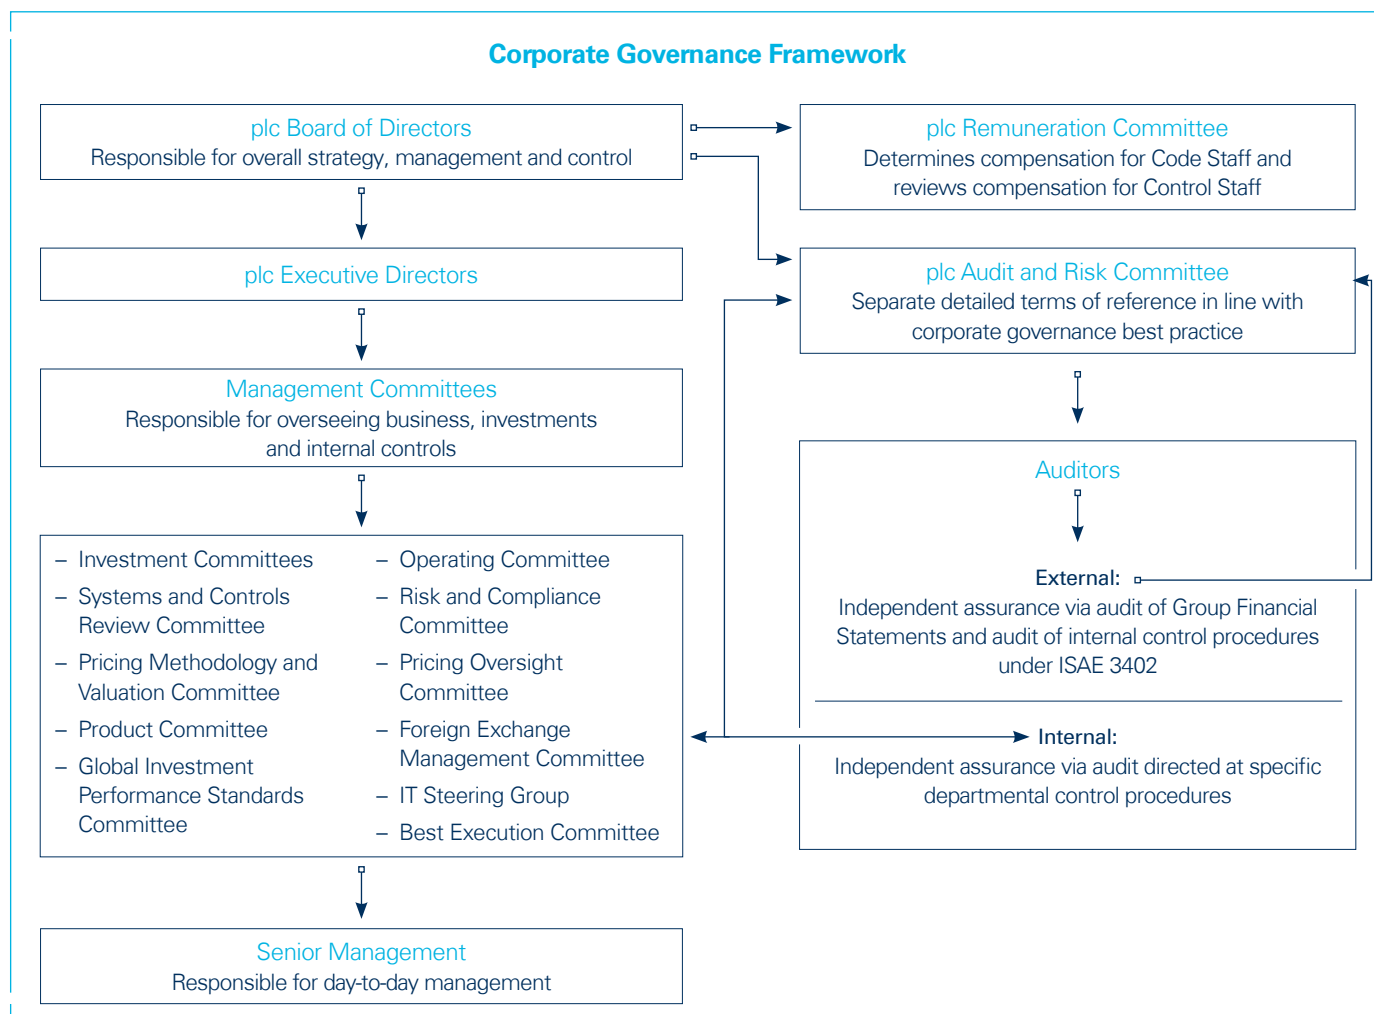 Corporate Governance Framework
plc Board of Directors
Responsible for overall strategy, management and control
plc Executive Directors
Management Committees
Responsible for overseeing business, investments
and internal controls
– Investment Committees
– Systems and Controls
Review Committee
– Pricing Methodology and
Valuation Committee
– Product Committee
– Global Investment
Performance Standards
Committee
– Operating Committee
– Risk and Compliance
Committee
– Pricing Oversight
Committee
– Foreign Exchange
Management Committee
– IT Steering Group
– Best Execution Committee
Senior Management
Responsible for day-to-day management
plc Remuneration Committee
Determines compensation for Code Staff and
reviews compensation for Control Staff
plc Audit and Risk Committee
Separate detailed terms of reference in line with
corporate governance best practice
Auditors
External:
Independent assurance via audit of Group Financial
Statements and audit of internal control procedures
under ISAE 3402
Internal:
Independent assurance via audit directed at specific
departmental control procedures